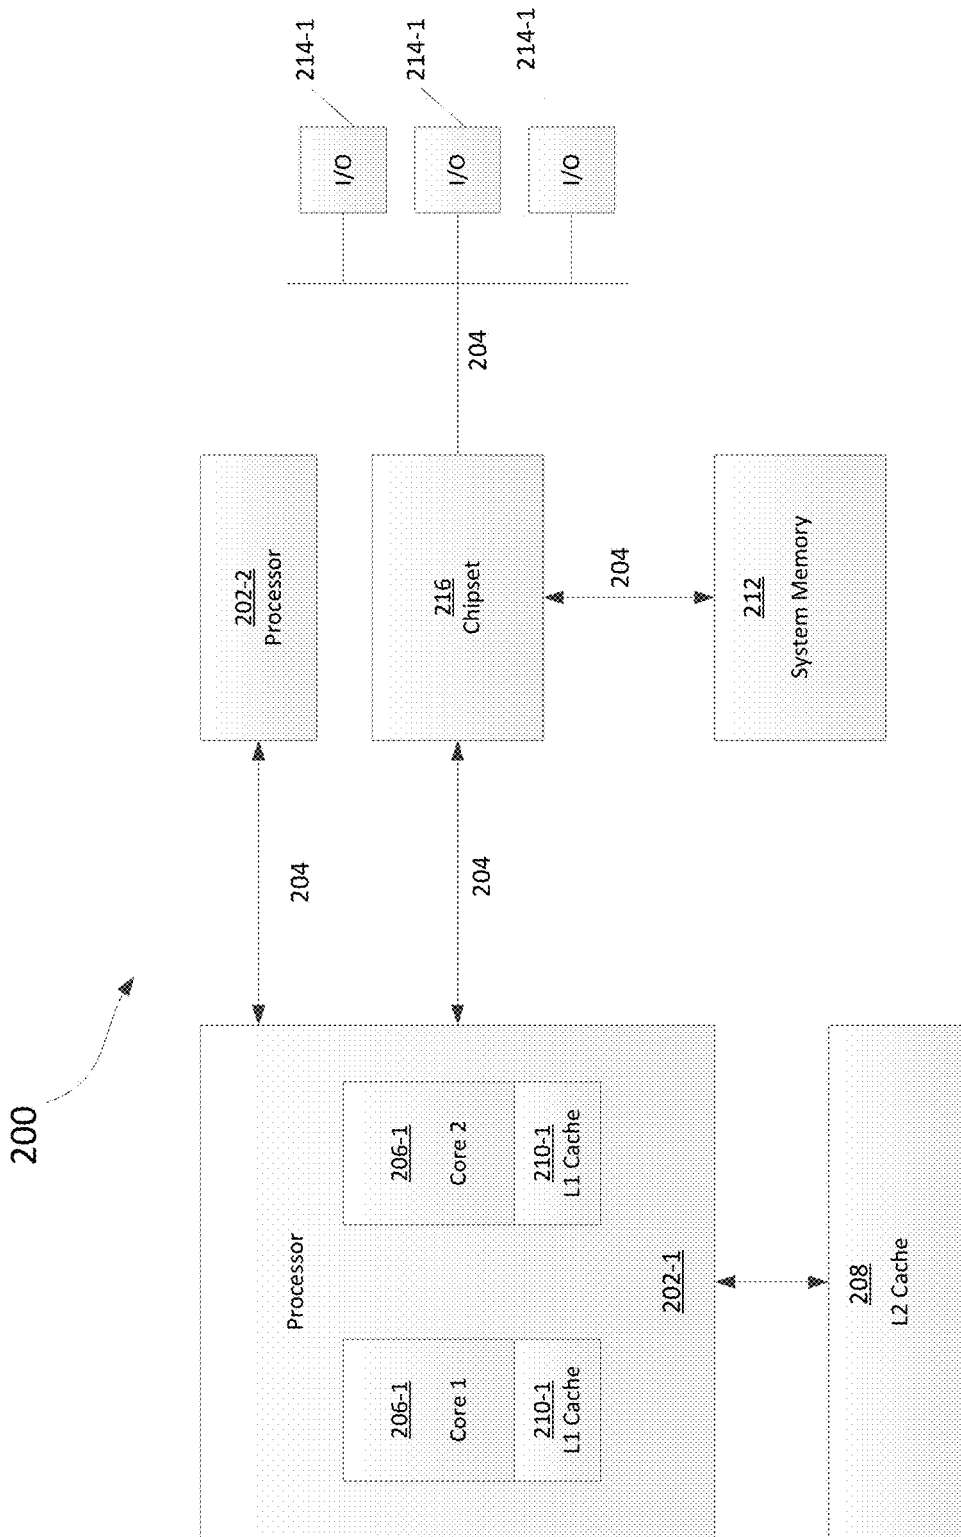 200
Processor
206-1
Core 1
210-1
L1 Cache
206-1
Core 2
210-1
L1 Cache
202-1
208
L2 Cache
204
204
202-2
Processor
216
Chipset
204
212
System Memory
204
I/O
214-1
I/O
214-1
I/O
214-1